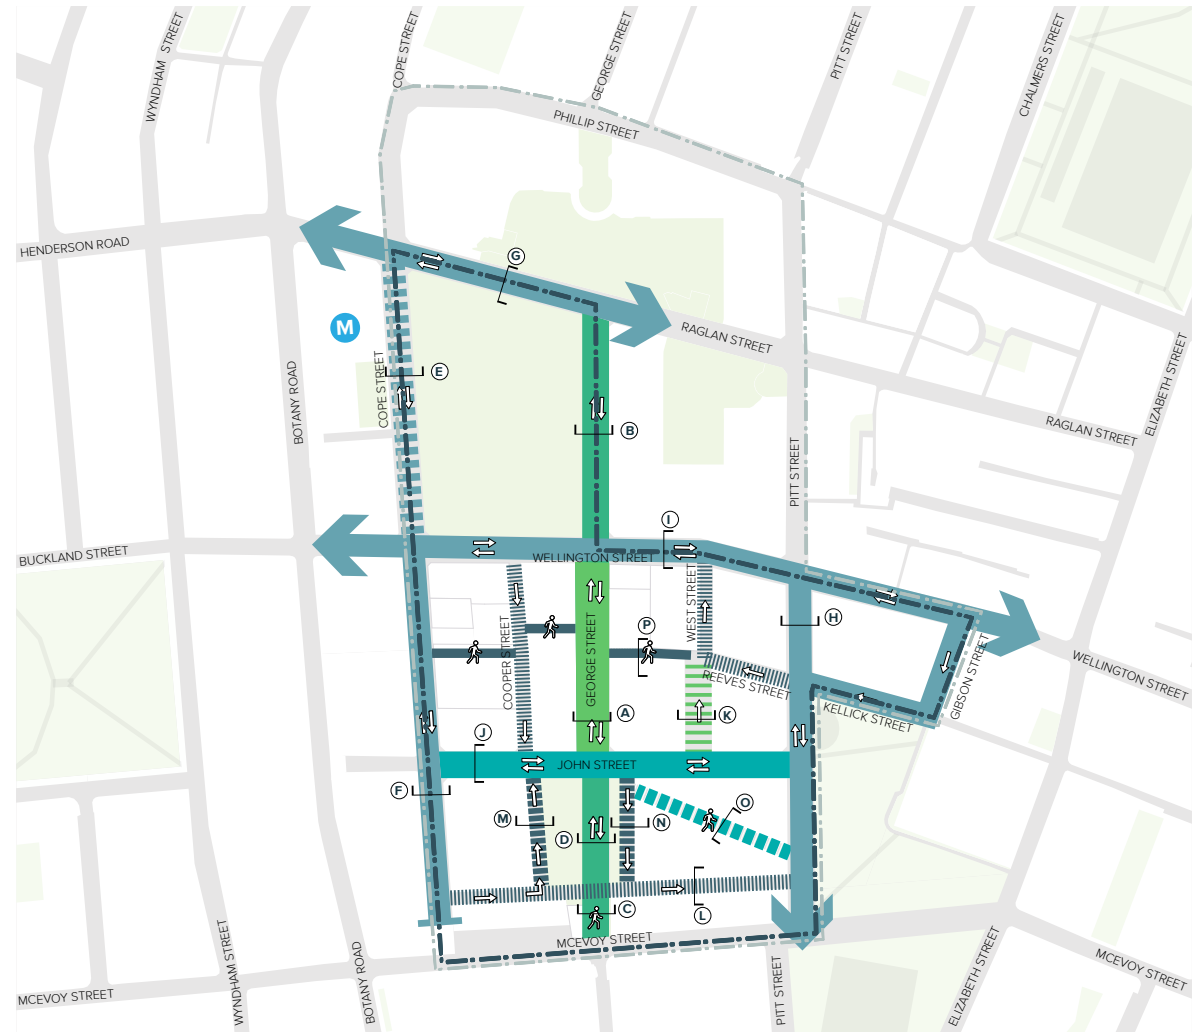 WYNDHAM STREET
COPE STREET
GEORGE STREET
PITT STREET
CHALMERS STREET
PHILLIP STREET
HENDERSON ROAD
G
M
RAGLAN STREET
ELIZABETH STREET
COPE STREET
E
BOTANY ROAD
B
RAGLAN STREET
PITT STREET
I
BUCKLAND STREET
WELLINGTON STREET
WEST STREET
H
P
COOPER STREET
GEORGE STREET
REEVES STREET
GIBSON STREET
WELLINGTON STREET
A
K
KELLICK STREET
J
JOHN STREET
F
M
N
O
D
C
L
MCEVOY STREET
WYNDHAM STREET
BOTANY ROAD
PITT STREET
ELIZABETH STREET
MCEVOY STREET
MCEVOY STREET